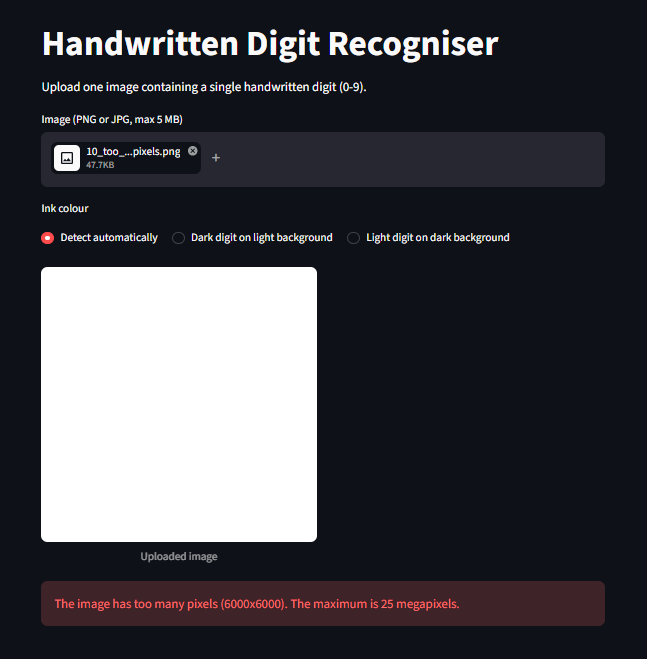 Handwritten Digit Recogniser
Upload one image containing a single handwritten digit (0-9).
Image (PNG or JPG, max 5 MB)
10_too_...pixels.png
47.7KB
Ink colour
Detect automatically Dark digit on light background Light digit on dark background
Uploaded image
The image has too many pixels (6000x6000). The maximum is 25 megapixels.